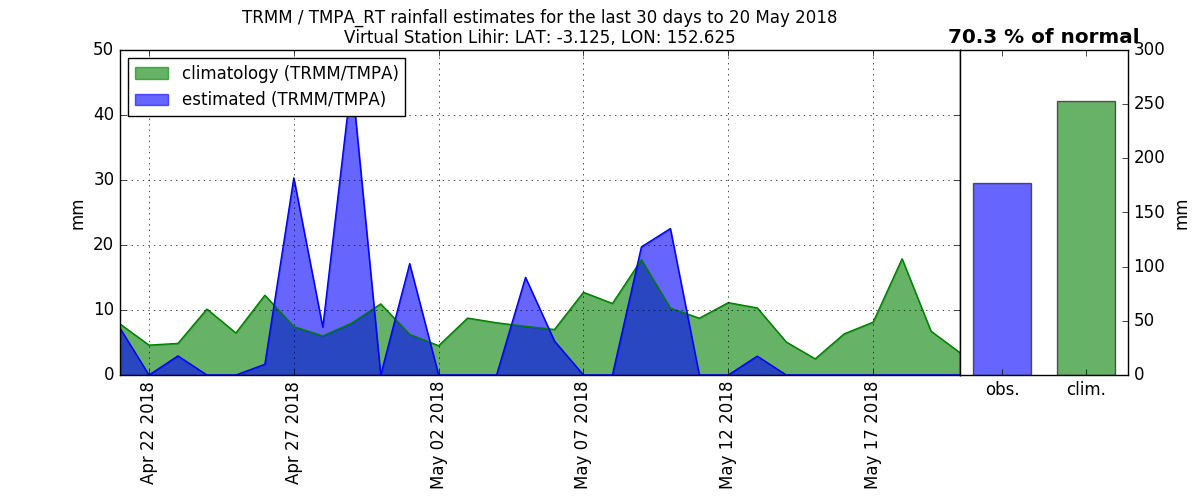 TRMM / TMPA_RT rainfall estimates for the last 30 days to 20 May 2018
Virtual Station Lihir: LAT: -3.125, LON: 152.625
70.3 % of normal
climatology (TRMM/TMPA)
estimated (TRMM/TMPA)
50
40
30
20
10
0
mm
Apr 22 2018
Apr 27 2018
May 02 2018
May 07 2018
May 12 2018
May 17 2018
300
250
200
150
100
50
0
mm
obs.
clim.